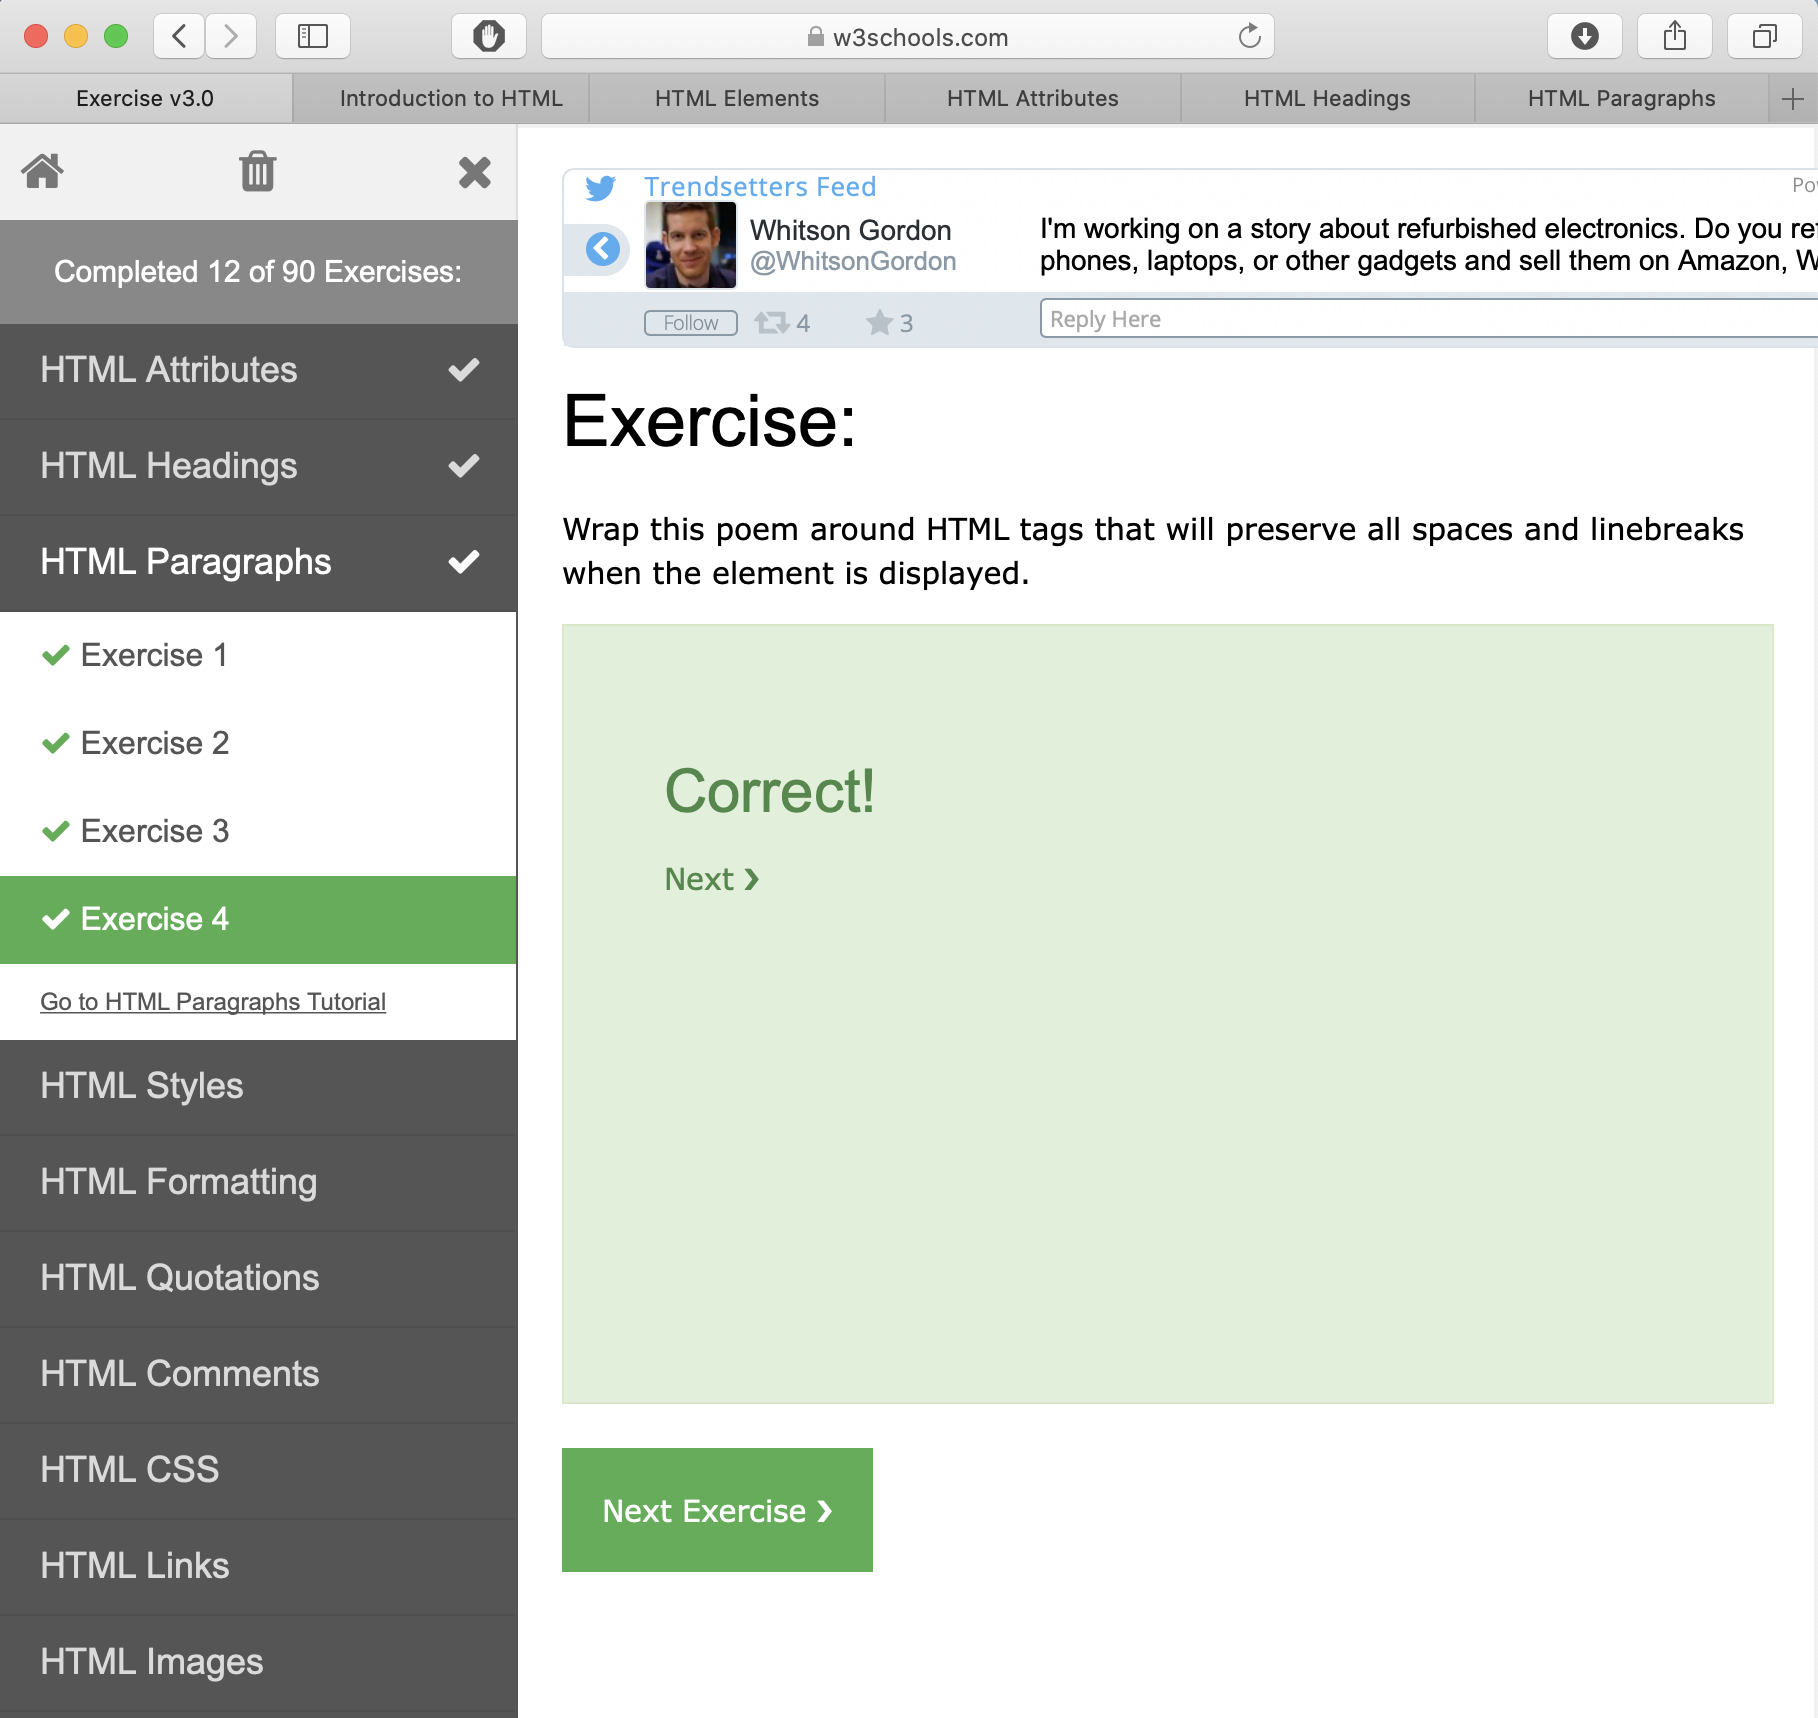 w3schools.com
Exercise v3.0
Introduction to HTML
HTML Elements
HTML Attributes
HTML Headings
HTML Paragraphs
Completed 12 of 90 Exercises:
HTML Attributes
HTML Headings
HTML Paragraphs
Exercise 1
Exercise 2
Exercise 3
Exercise 4
Go to HTML Paragraphs Tutorial
HTML Styles
HTML Formatting
HTML Quotations
HTML Comments
HTML CSS
HTML Links
HTML Images
Trendsetters Feed
Whitson Gordon
@WhitsonGordon
I'm working on a story about refurbished electronics. Do you
phones, laptops, or other gadgets and sell them on Amazon,
Follow
4
3
Reply Here
Exercise:
Wrap this poem around HTML tags that will preserve all spaces and linebreaks
when the element is displayed.
Correct!
Next ❯
Next Exercise ❯